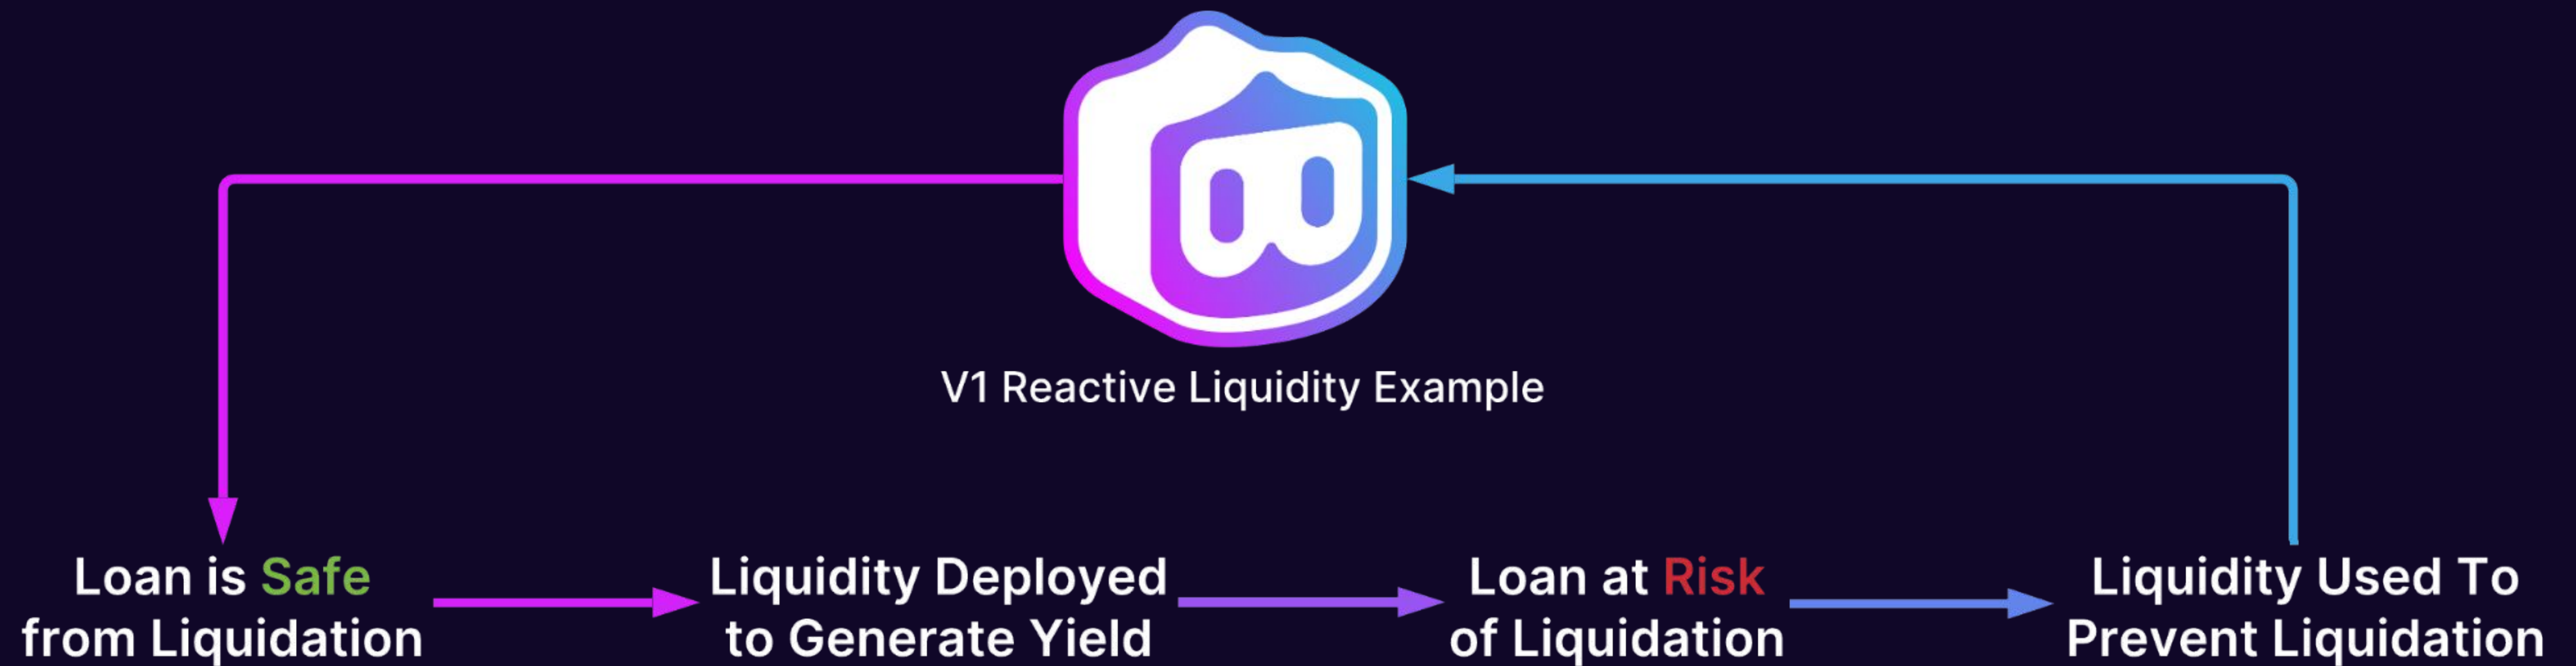 V1 Reactive Liquidity Example
Loan is Safe
from Liquidation
Liquidity Deployed
to Generate Yield
Loan at Risk
of Liquidation
Liquidity Used To
Prevent Liquidation